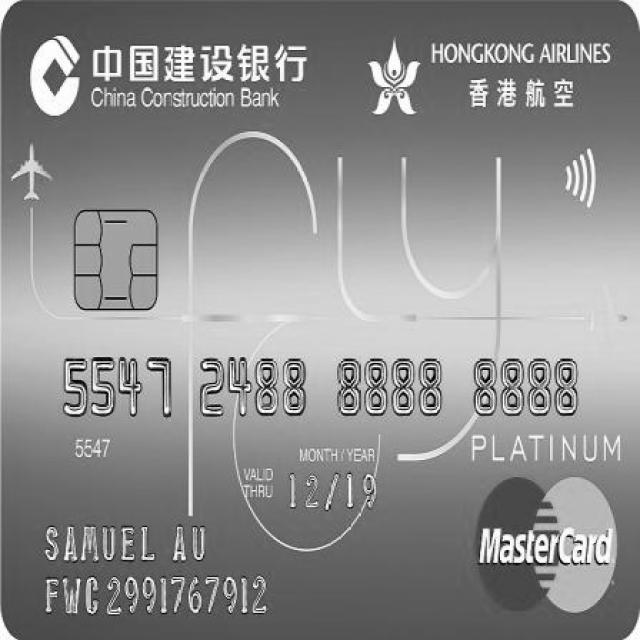 中国建设银行
China Construction Bank
HONGKONG AIRLINES
香港航空
fly
5547 2488 8888 8888
5547
PLATINUM
MONTH / YEAR
VALID
THRU
12/19
SAMUEL AU
FWC2991767912
MasterCard